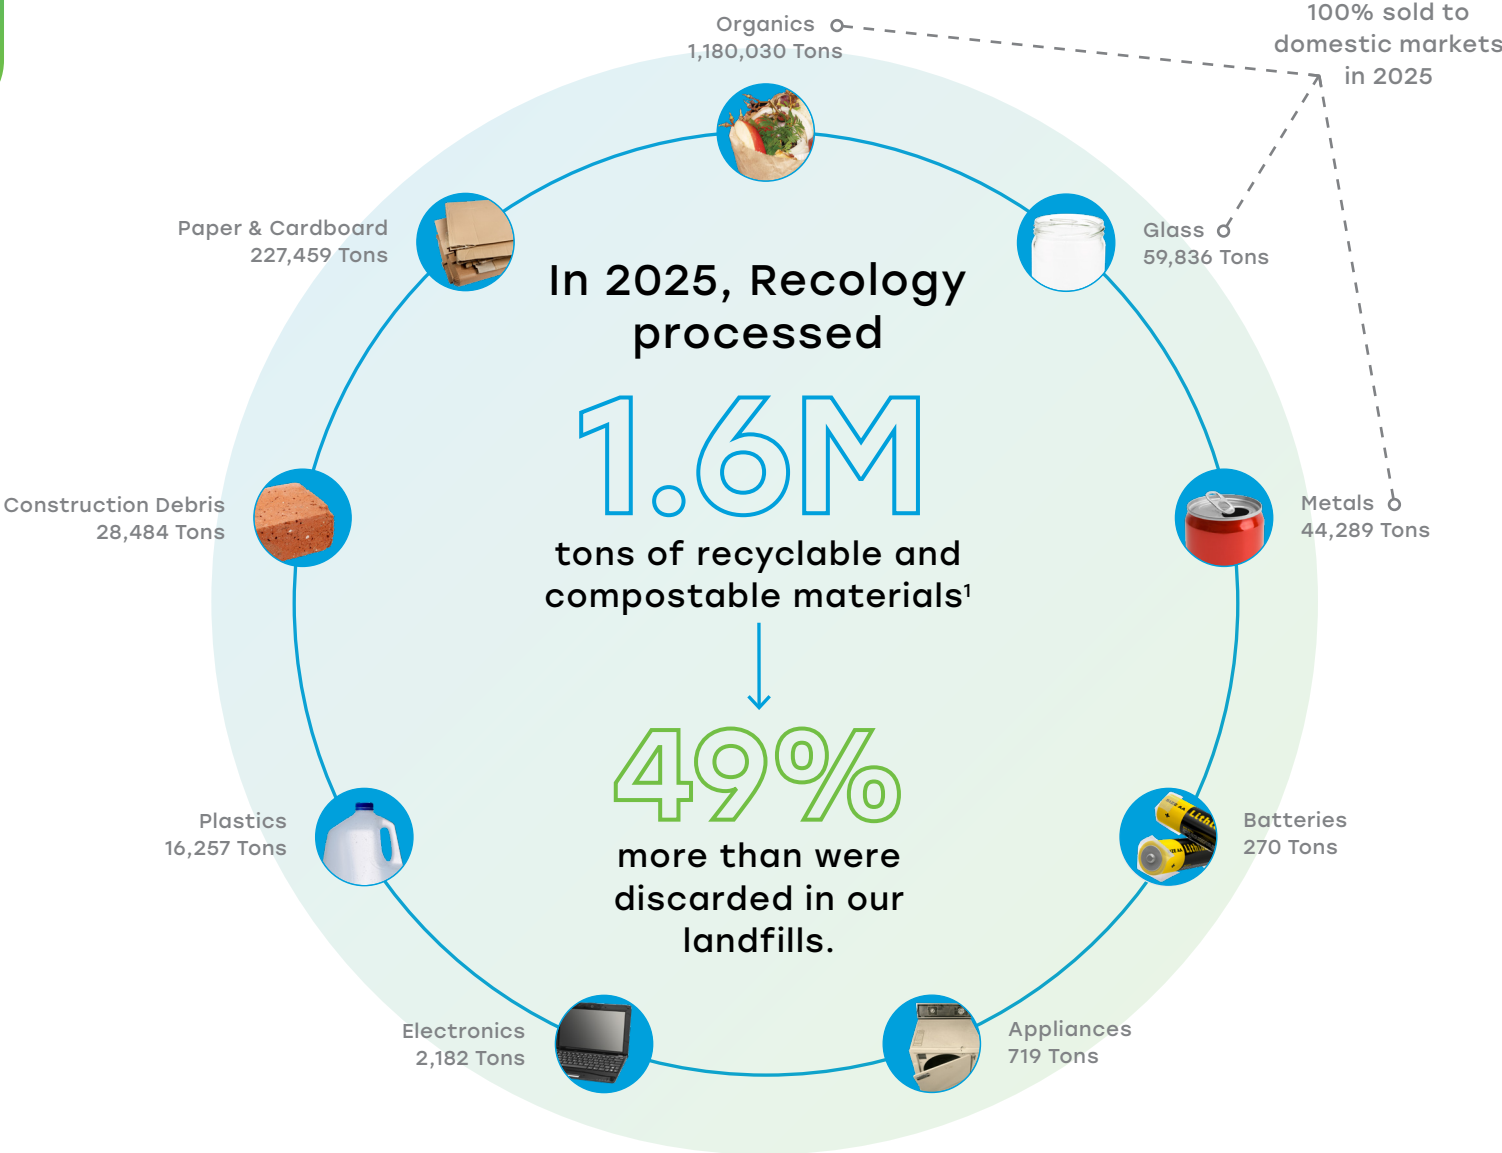 Organics
1,180,030 Tons
100% sold to
domestic markets
in 2025
Paper & Cardboard
227,459 Tons
Glass
59,836 Tons
In 2025, Recology
processed
1.6M
tons of recyclable and
compostable materials¹
Construction Debris
28,484 Tons
Metals
44,289 Tons
49%
more than were
discarded in our
landfills.
Plastics
16,257 Tons
Batteries
270 Tons
Electronics
2,182 Tons
Appliances
719 Tons